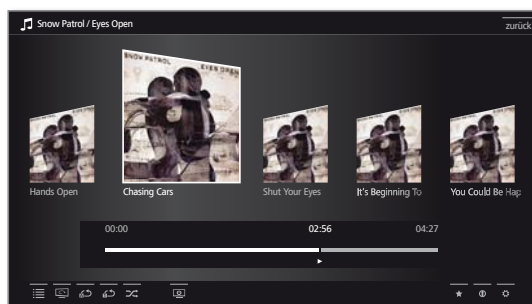 Snow Patrol / Eyes Open
zurück
SNOW PATROL EYES OPEN
Hands Open
Chasing Cars
Shut Your Eyes
It's Beginning To
You Could Be Hap
00:00
02:56
04:27